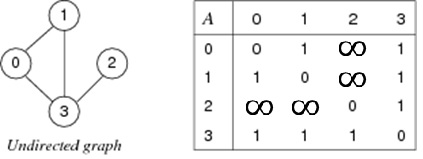 1
0
2
3
Undirected graph
A 0 1 2 3
0 0 1 ∞ 1
1 1 0 ∞ 1
2 ∞ ∞ 0 1
3 1 1 1 0